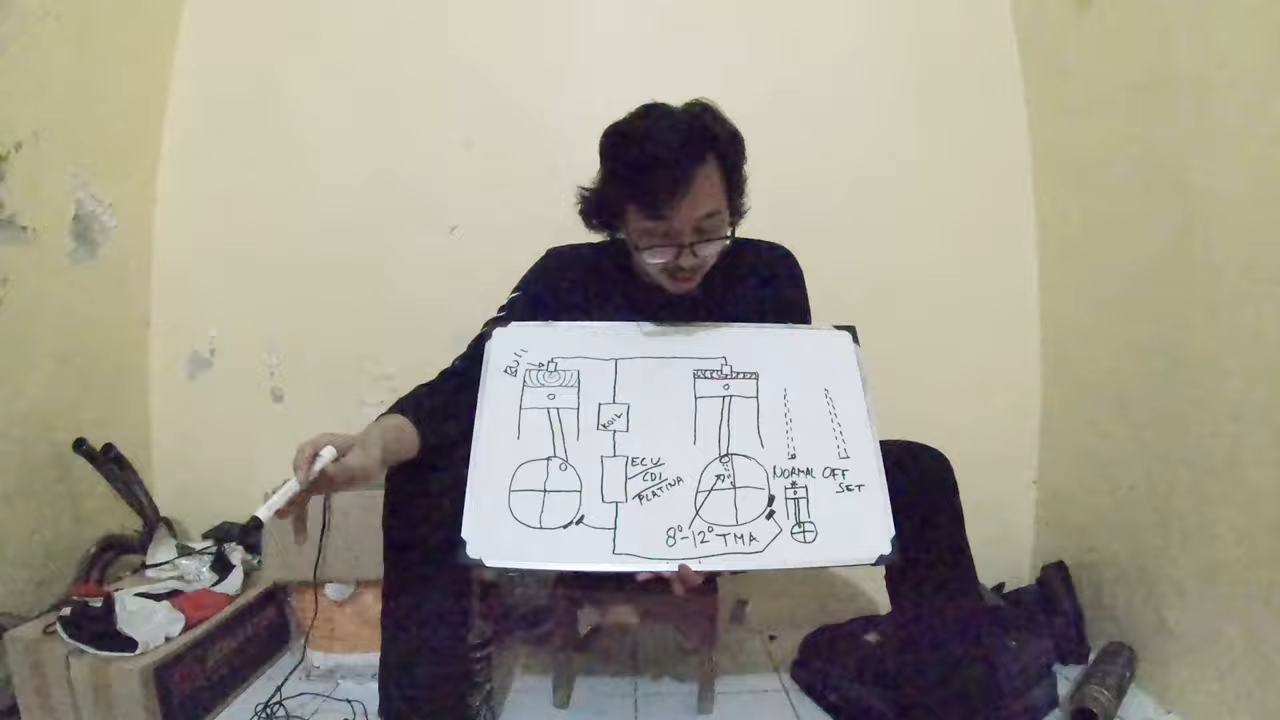 BUSI
KOIL
ECU
CDI
PLATINA
8°-12° TMA
NORMAL OFF
SET